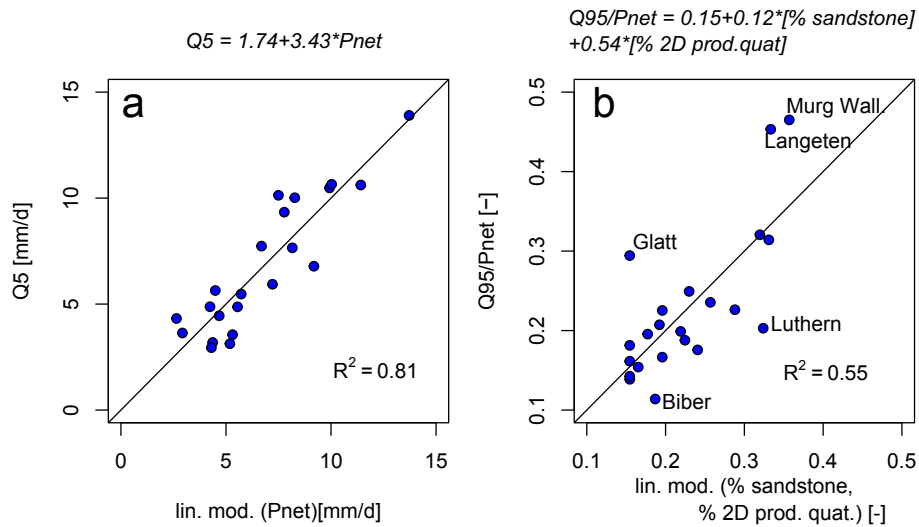 Q5 = 1.74+3.43*Pnet
a
Q5 [mm/d]
15
10
5
0
R² = 0.81
0 5 10 15
lin. mod. (Pnet)[mm/d]
Q95/Pnet = 0.15+0.12*[% sandstone]
+0.54*[% 2D prod.quat]
b
Q95/Pnet [−]
0.5
0.4
0.3
0.2
0.1
Murg Wall.
Langeten
Glatt
Luthern
R² = 0.55
Biber
0.1 0.2 0.3 0.4 0.5
lin. mod. (% sandstone,
% 2D prod. quat.) [-]